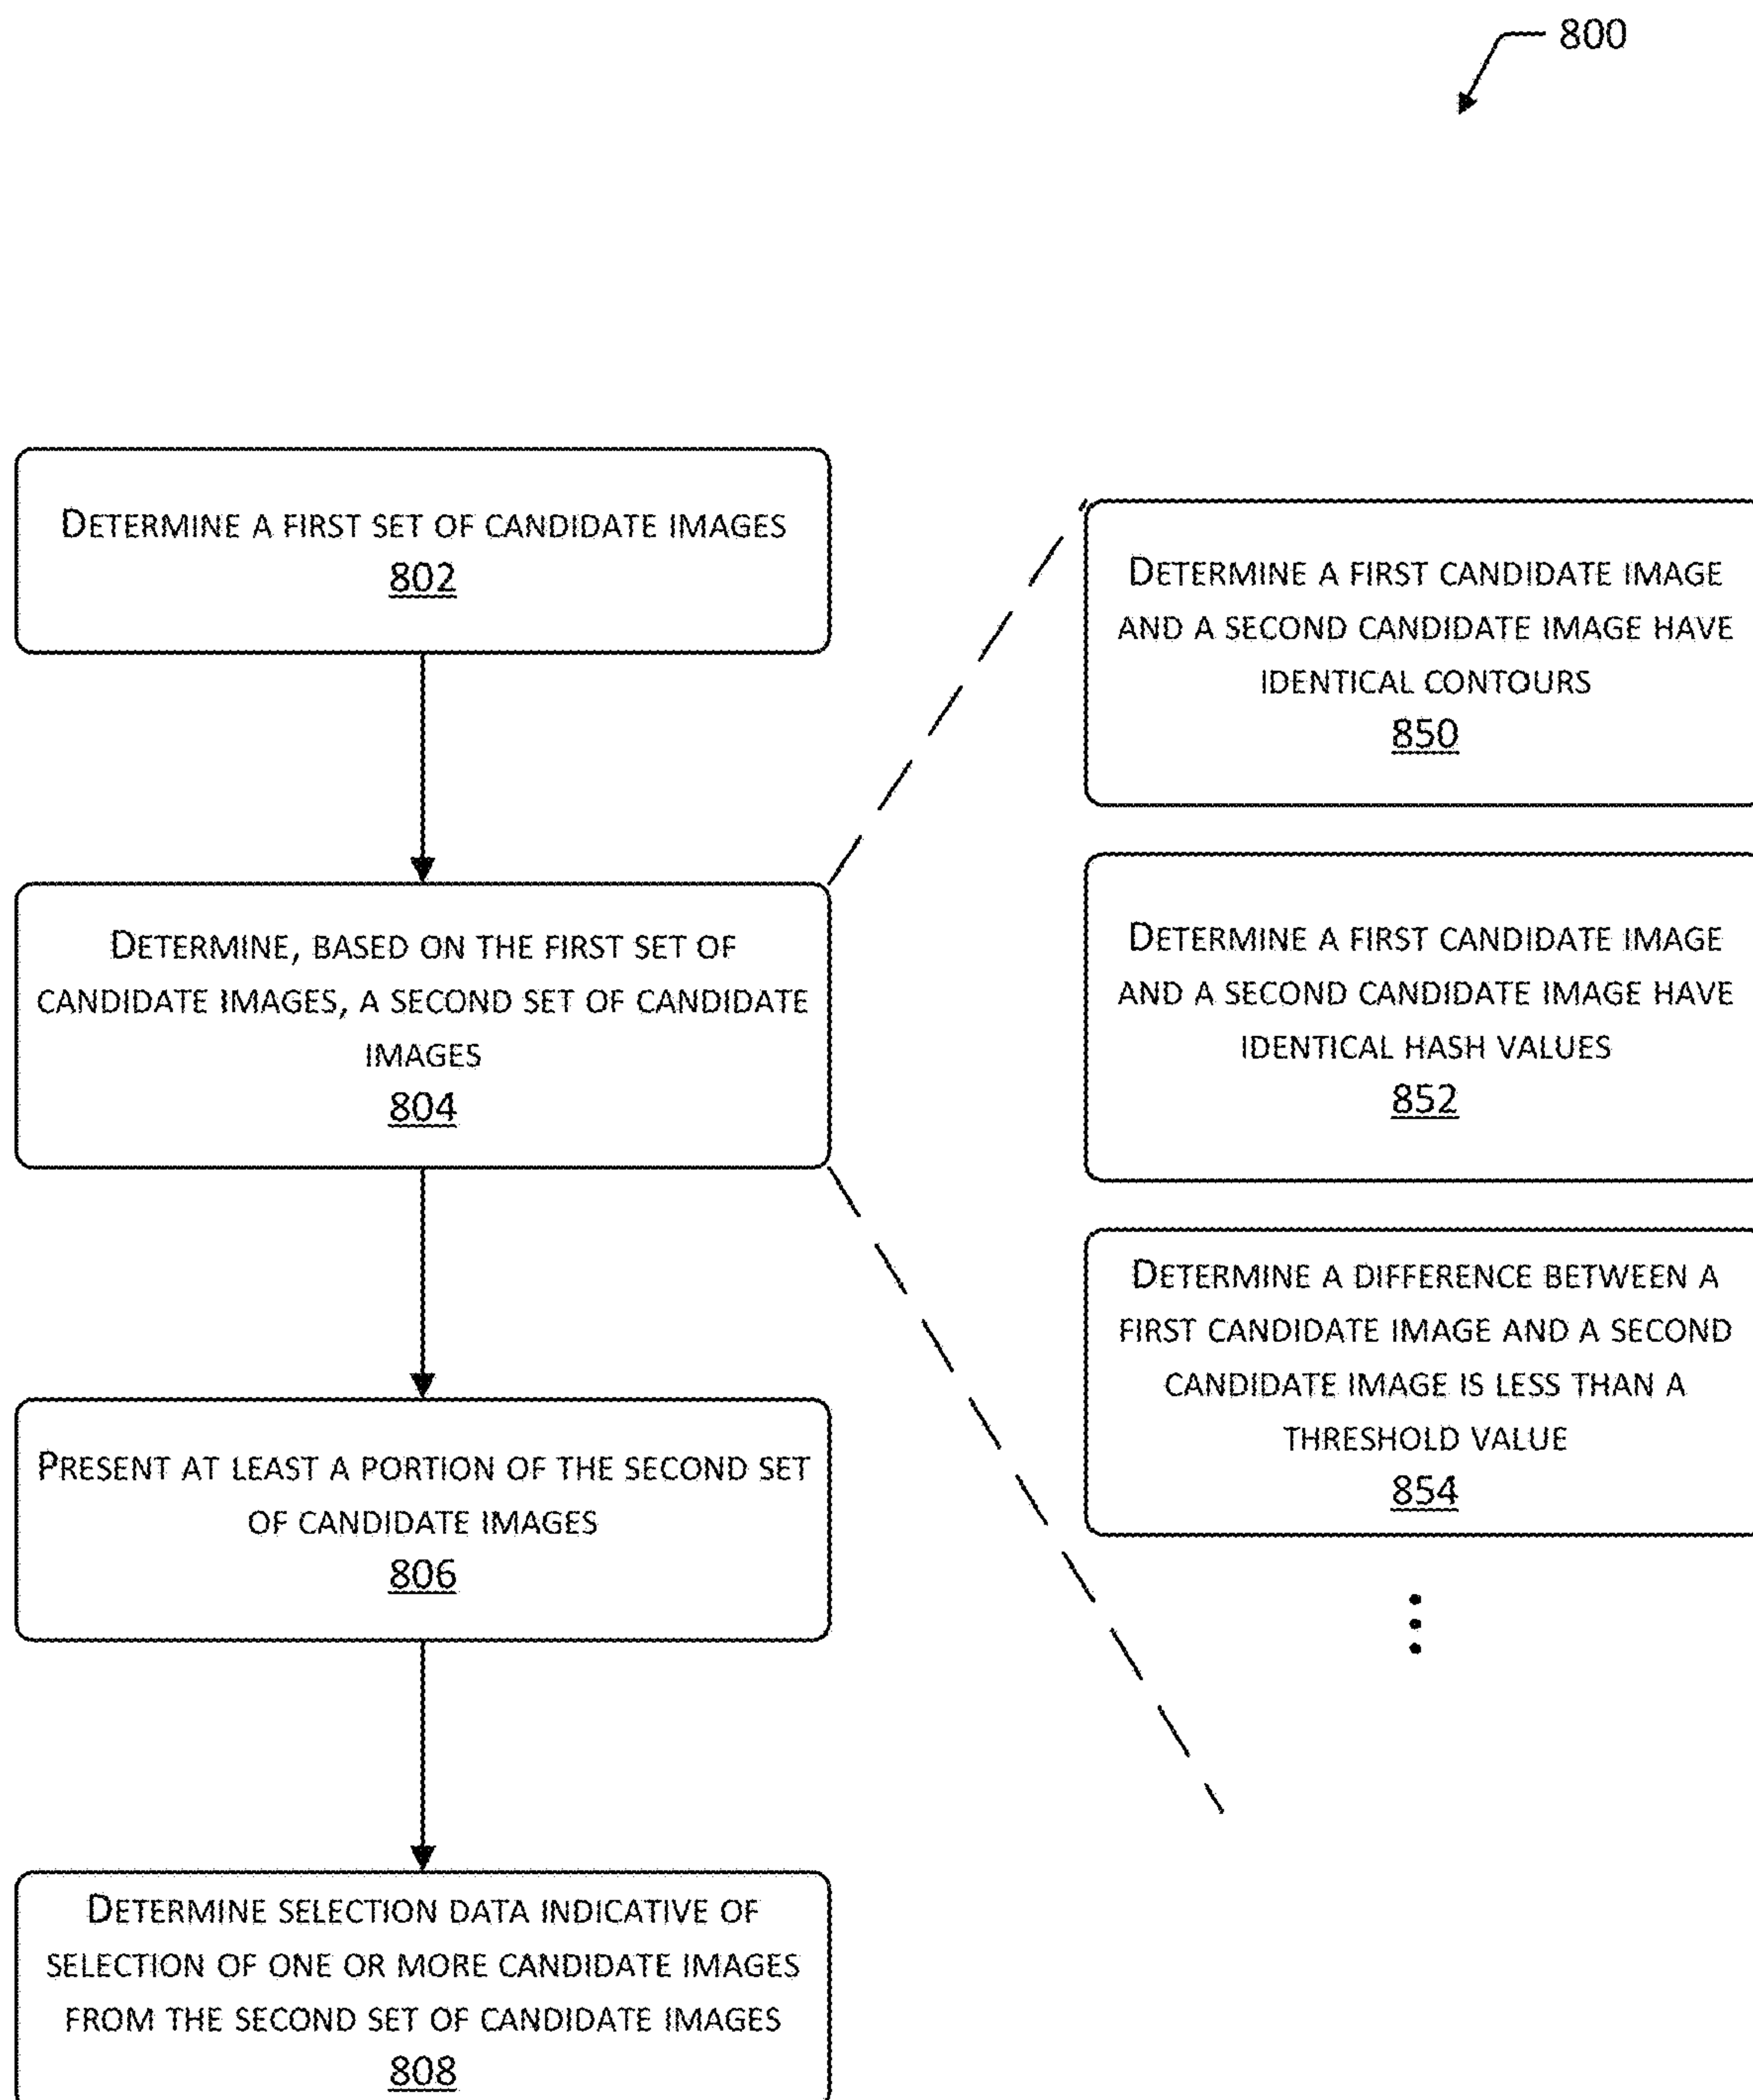 800
DETERMINE A FIRST SET OF CANDIDATE IMAGES
802
DETERMINE, BASED ON THE FIRST SET OF
CANDIDATE IMAGES, A SECOND SET OF CANDIDATE
IMAGES
804
PRESENT AT LEAST A PORTION OF THE SECOND SET
OF CANDIDATE IMAGES
806
DETERMINE SELECTION DATA INDICATIVE OF
SELECTION OF ONE OR MORE CANDIDATE IMAGES
FROM THE SECOND SET OF CANDIDATE IMAGES
808
DETERMINE A FIRST CANDIDATE IMAGE
AND A SECOND CANDIDATE IMAGE HAVE
IDENTICAL CONTOURS
850
DETERMINE A FIRST CANDIDATE IMAGE
AND A SECOND CANDIDATE IMAGE HAVE
IDENTICAL HASH VALUES
852
DETERMINE A DIFFERENCE BETWEEN A
FIRST CANDIDATE IMAGE AND A SECOND
CANDIDATE IMAGE IS LESS THAN A
THRESHOLD VALUE
854